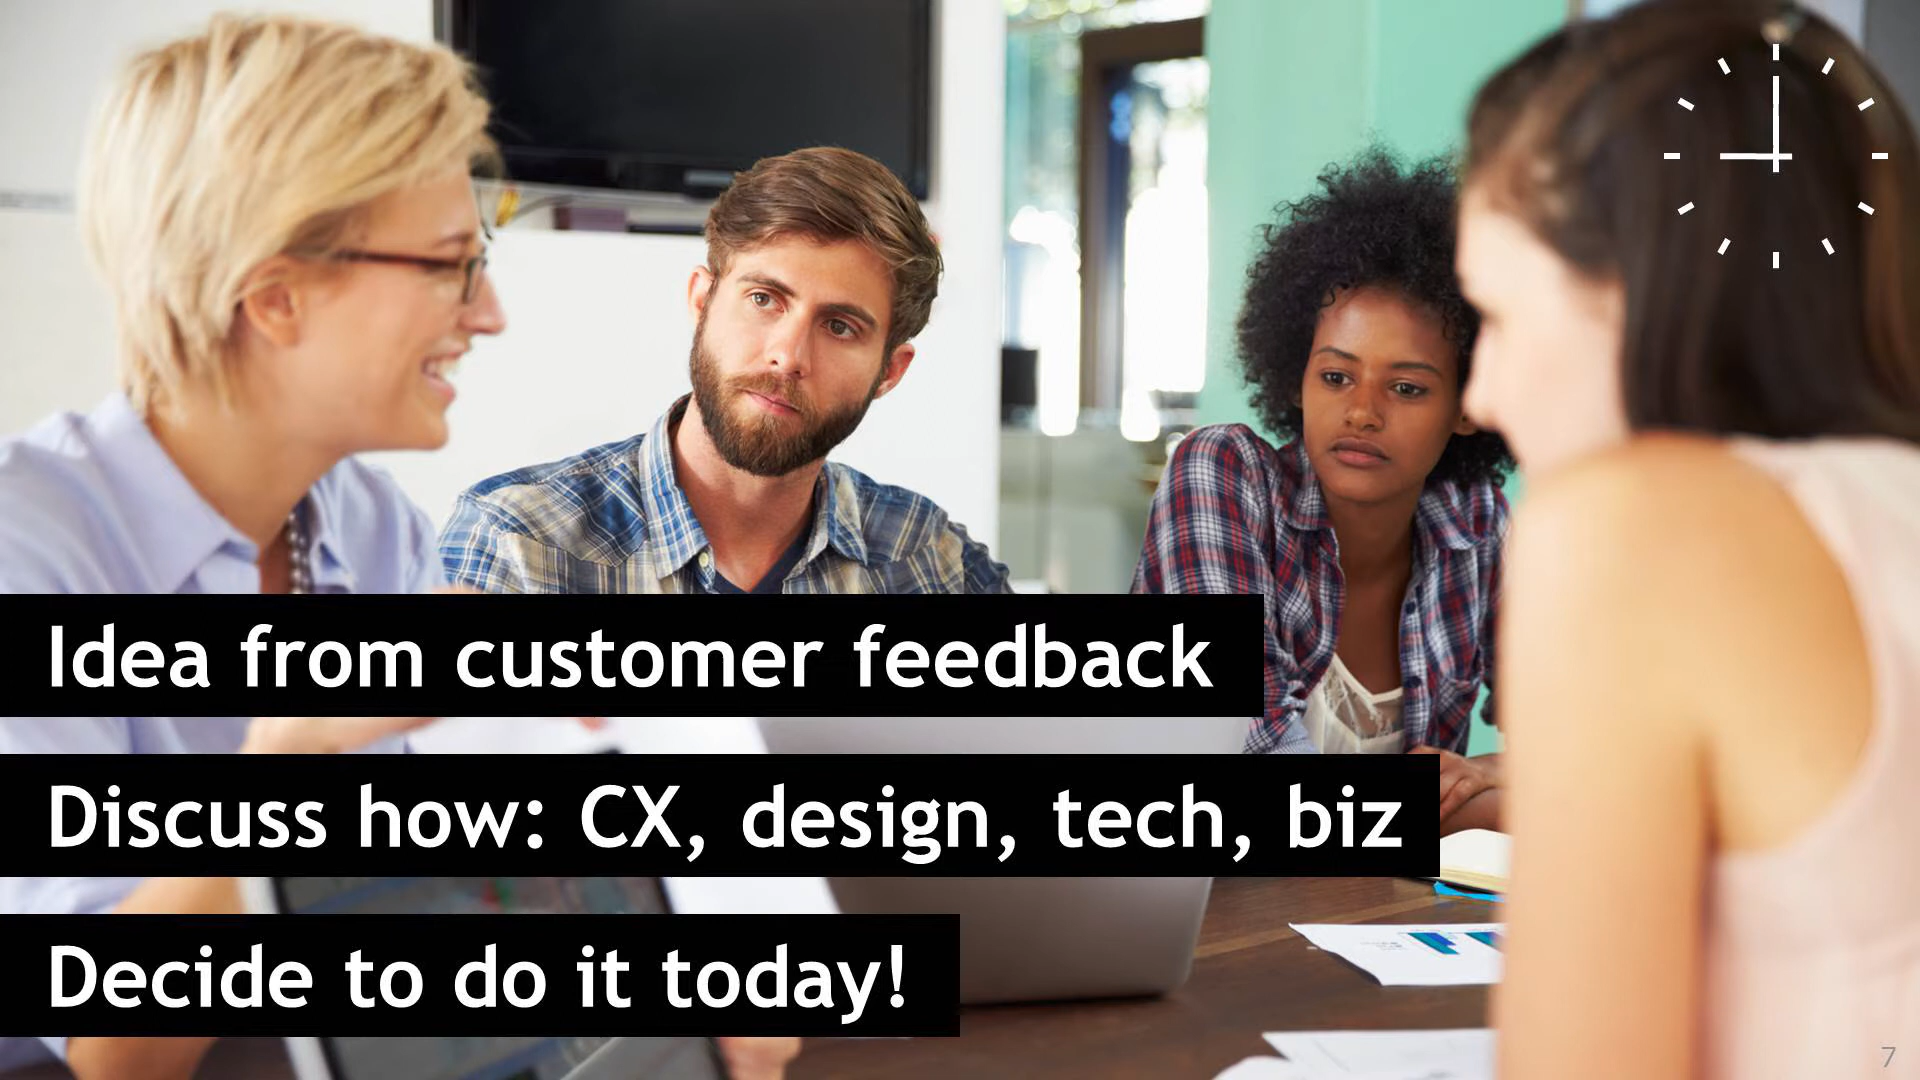 Idea from customer feedback
Discuss how: CX, design, tech, biz
Decide to do it today!
7